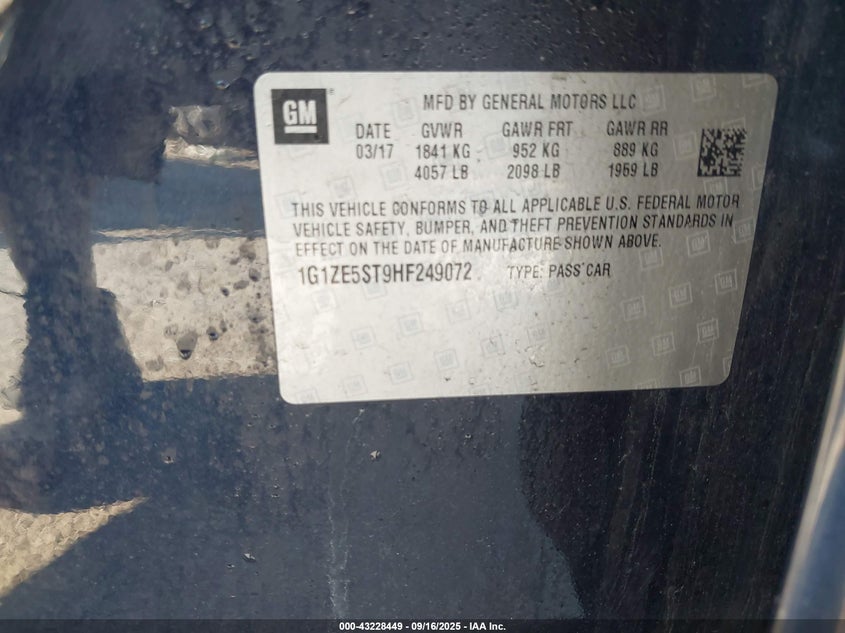 GM
MFD BY GENERAL MOTORS LLC
DATE GVWR GAWR FRT GAWR RR
03/17 1841 KG 952 KG 889 KG
4057 LB 2098 LB 1959 LB
THIS VEHICLE CONFORMS TO ALL APPLICABLE U.S. FEDERAL MOTOR
VEHICLE SAFETY, BUMPER, AND THEFT PREVENTION STANDARDS IN
EFFECT ON THE DATE OF MANUFACTURE SHOWN ABOVE.
1G1ZE5ST9HF249072 TYPE: PASS CAR
000-43228449 - 09/16/2025 - IAA Inc.